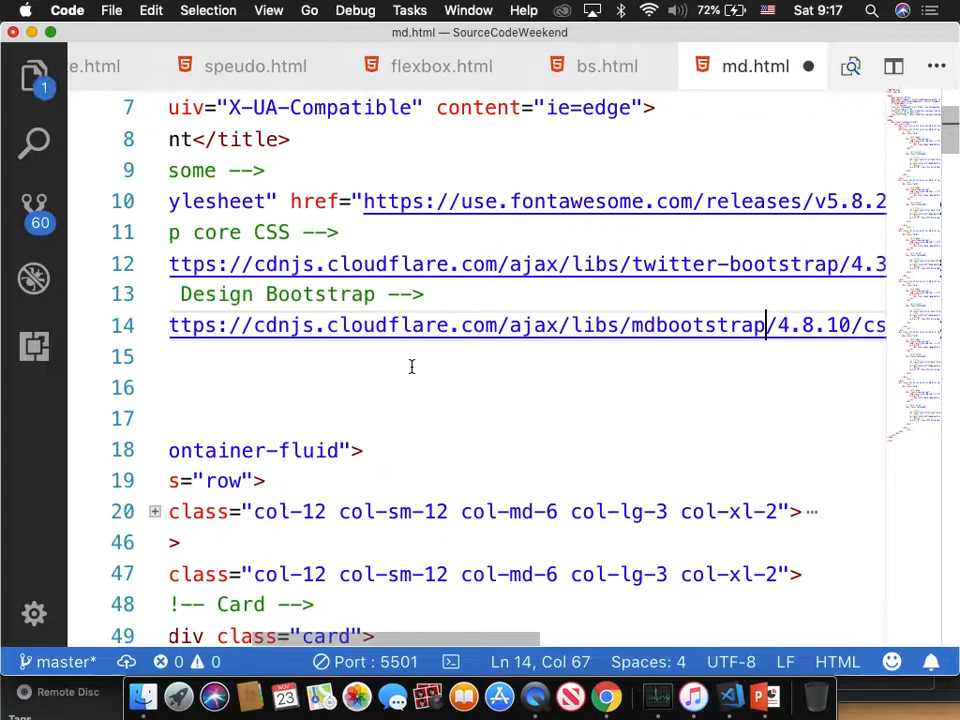 Code File Edit Selection View Go Debug Tasks Window Help 72% Sat 9:17
md.html — SourceCodeWeekend
1 e.html speudo.html flexbox.html bs.html md.html
7 uiv="X-UA-Compatible" content="ie=edge">
8 nt</title>
9 some -->
10 ylesheet" href="https://use.fontawesome.com/releases/v5.8.2
11 p core CSS -->
12 ttps://cdnjs.cloudflare.com/ajax/libs/twitter-bootstrap/4.3
13 Design Bootstrap -->
14 ttps://cdnjs.cloudflare.com/ajax/libs/mdbootstrap/4.8.10/cs
15
16
17
18 ontainer-fluid">
19 s="row">
20 class="col-12 col-sm-12 col-md-6 col-lg-3 col-xl-2">
46 >
47 class="col-12 col-sm-12 col-md-6 col-lg-3 col-xl-2">
48 !-- Card -->
49 div class="card">
60
master* 0 0 Port : 5501 Ln 14, Col 67 Spaces: 4 UTF-8 LF HTML
Remote Disc
NOV
23
Tags